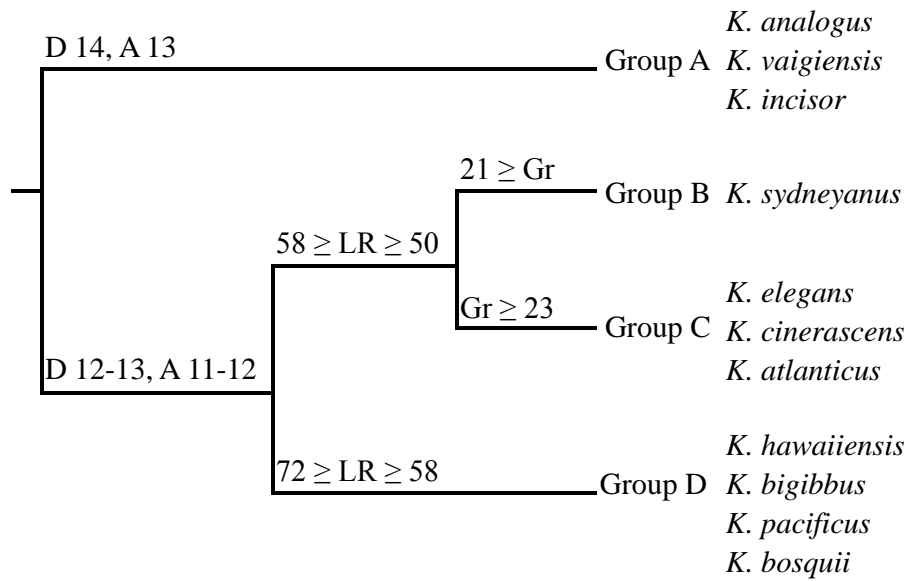 D 14, A 13
Group A
K. analogus
K. vaigiensis
K. incisor
21 ≥ Gr
Group B
K. sydneyanus
58 ≥ LR ≥ 50
Gr ≥ 23
Group C
K. elegans
K. cinerascens
K. atlanticus
D 12-13, A 11-12
72 ≥ LR ≥ 58
Group D
K. hawaiiensis
K. bigibbus
K. pacificus
K. bosquii